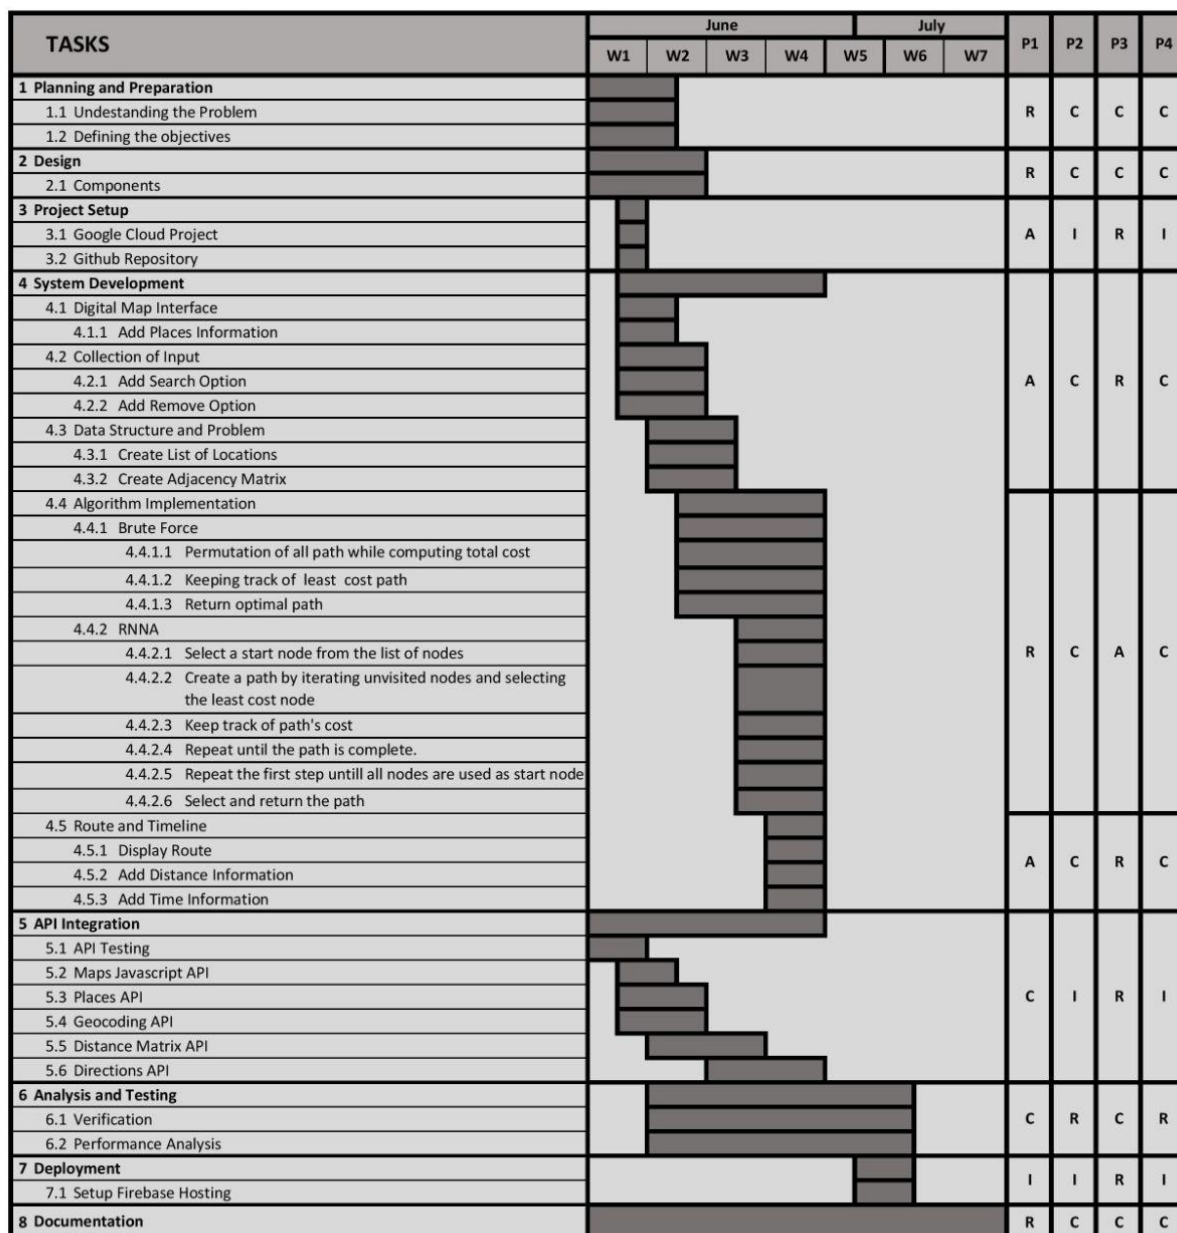 TASKS June July P1 P2 P3 P4
W1 W2 W3 W4 W5 W6 W7
1 Planning and Preparation
1.1 Undestanding the Problem R C C C
1.2 Defining the objectives
2 Design R C C C
2.1 Components
3 Project Setup
3.1 Google Cloud Project A I R I
3.2 Github Repository
4 System Development
4.1 Digital Map Interface
4.1.1 Add Places Information
4.2 Collection of Input
4.2.1 Add Search Option A C R C
4.2.2 Add Remove Option
4.3 Data Structure and Problem
4.3.1 Create List of Locations
4.3.2 Create Adjacency Matrix
4.4 Algorithm Implementation
4.4.1 Brute Force
4.4.1.1 Permutation of all path while computing total cost
4.4.1.2 Keeping track of least cost path
4.4.1.3 Return optimal path
4.4.2 RNNA
4.4.2.1 Select a start node from the list of nodes R C A C
4.4.2.2 Create a path by iterating unvisited nodes and selecting
the least cost node
4.4.2.3 Keep track of path's cost
4.4.2.4 Repeat until the path is complete.
4.4.2.5 Repeat the first step untill all nodes are used as start node
4.4.2.6 Select and return the path
4.5 Route and Timeline
4.5.1 Display Route A C R C
4.5.2 Add Distance Information
4.5.3 Add Time Information
5 API Integration
5.1 API Testing
5.2 Maps Javascript API
5.3 Places API C I R I
5.4 Geocoding API
5.5 Distance Matrix API
5.6 Directions API
6 Analysis and Testing
6.1 Verification C R C R
6.2 Performance Analysis
7 Deployment I I R I
7.1 Setup Firebase Hosting
8 Documentation R C C C